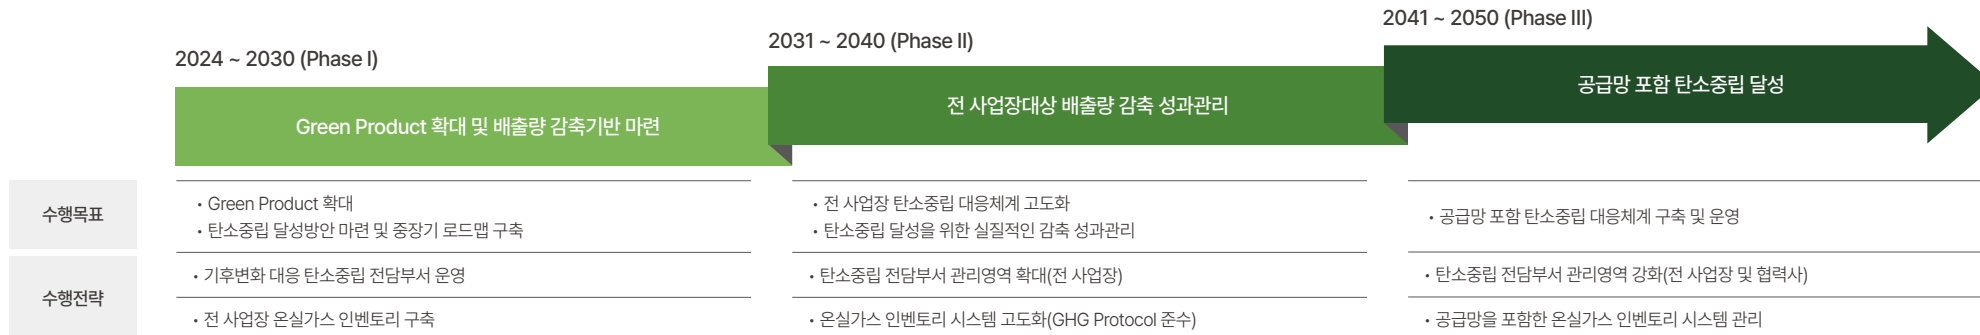 2024 ~ 2030 (Phase I)
2031 ~ 2040 (Phase II)
2041 ~ 2050 (Phase III)
Green Product 확대 및 배출량 감축기반 마련
전 사업장대상 배출량 감축 성과관리
공급망 포함 탄소중립 달성
수행목표
• Green Product 확대
• 탄소중립 달성방안 마련 및 중장기 로드맵 구축
• 전 사업장 탄소중립 대응체계 고도화
• 탄소중립 달성을 위한 실질적인 감축 성과관리
• 공급망 포함 탄소중립 대응체계 구축 및 운영
수행전략
• 기후변화 대응 탄소중립 전담부서 운영
• 탄소중립 전담부서 관리영역 확대(전 사업장)
• 탄소중립 전담부서 관리영역 강화(전 사업장 및 협력사)
• 전 사업장 온실가스 인벤토리 구축
• 온실가스 인벤토리 시스템 고도화(GHG Protocol 준수)
• 공급망을 포함한 온실가스 인벤토리 시스템 관리